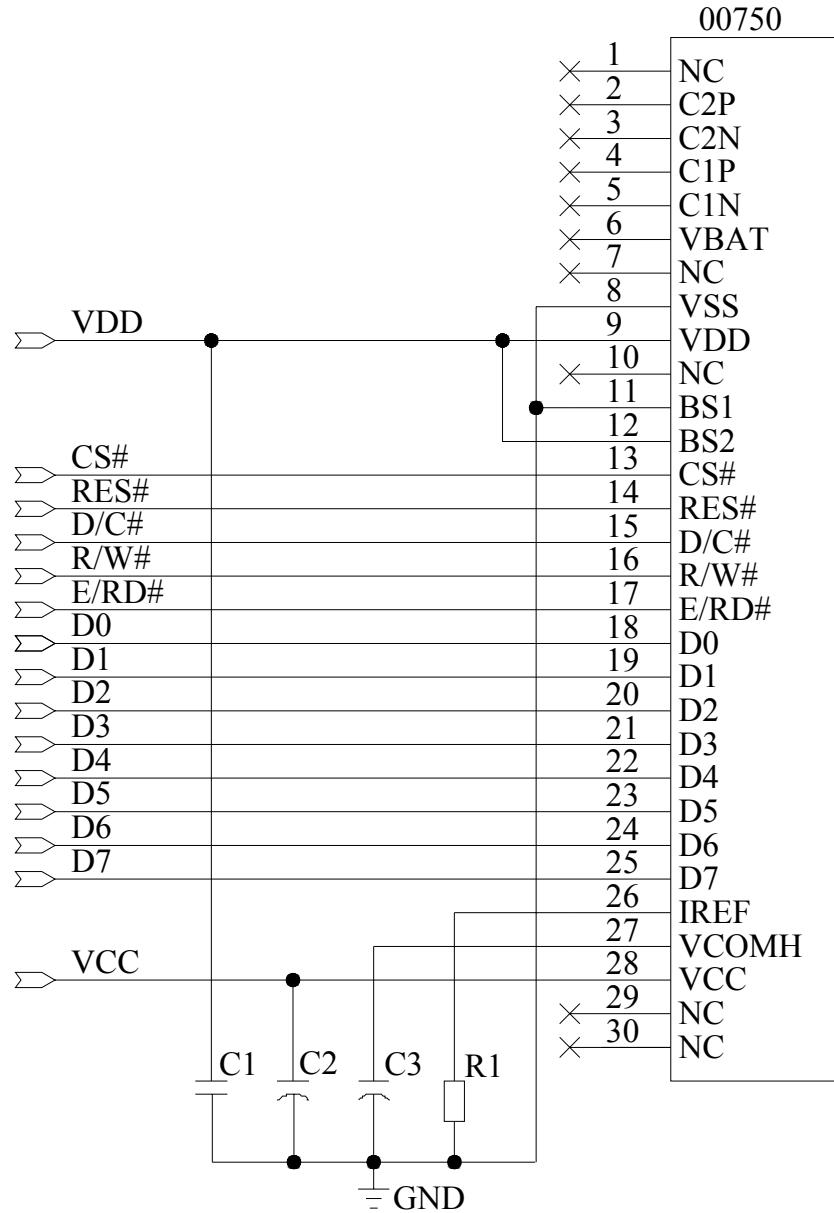 00750
1 NC
2 C2P
3 C2N
4 C1P
5 C1N
6 VBAT
7 NC
8 VSS
VDD 9 VDD
10 NC
11 BS1
12 BS2
CS# 13 CS#
RES# 14 RES#
D/C# 15 D/C#
R/W# 16 R/W#
E/RD# 17 E/RD#
D0 18 D0
D1 19 D1
D2 20 D2
D3 21 D3
D4 22 D4
D5 23 D5
D6 24 D6
D7 25 D7
26 IREF
27 VCOMH
VCC 28 VCC
29 NC
30 NC
C1 C2 C3 R1
GND